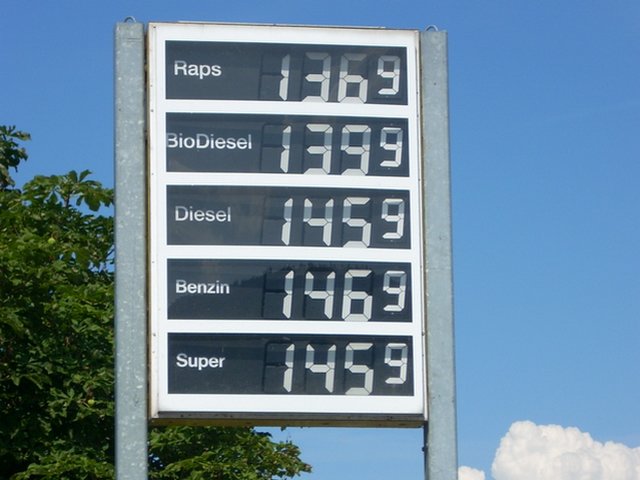 Raps 1369
BioDiesel 1399
Diesel 1459
Benzin 1469
Super 1459